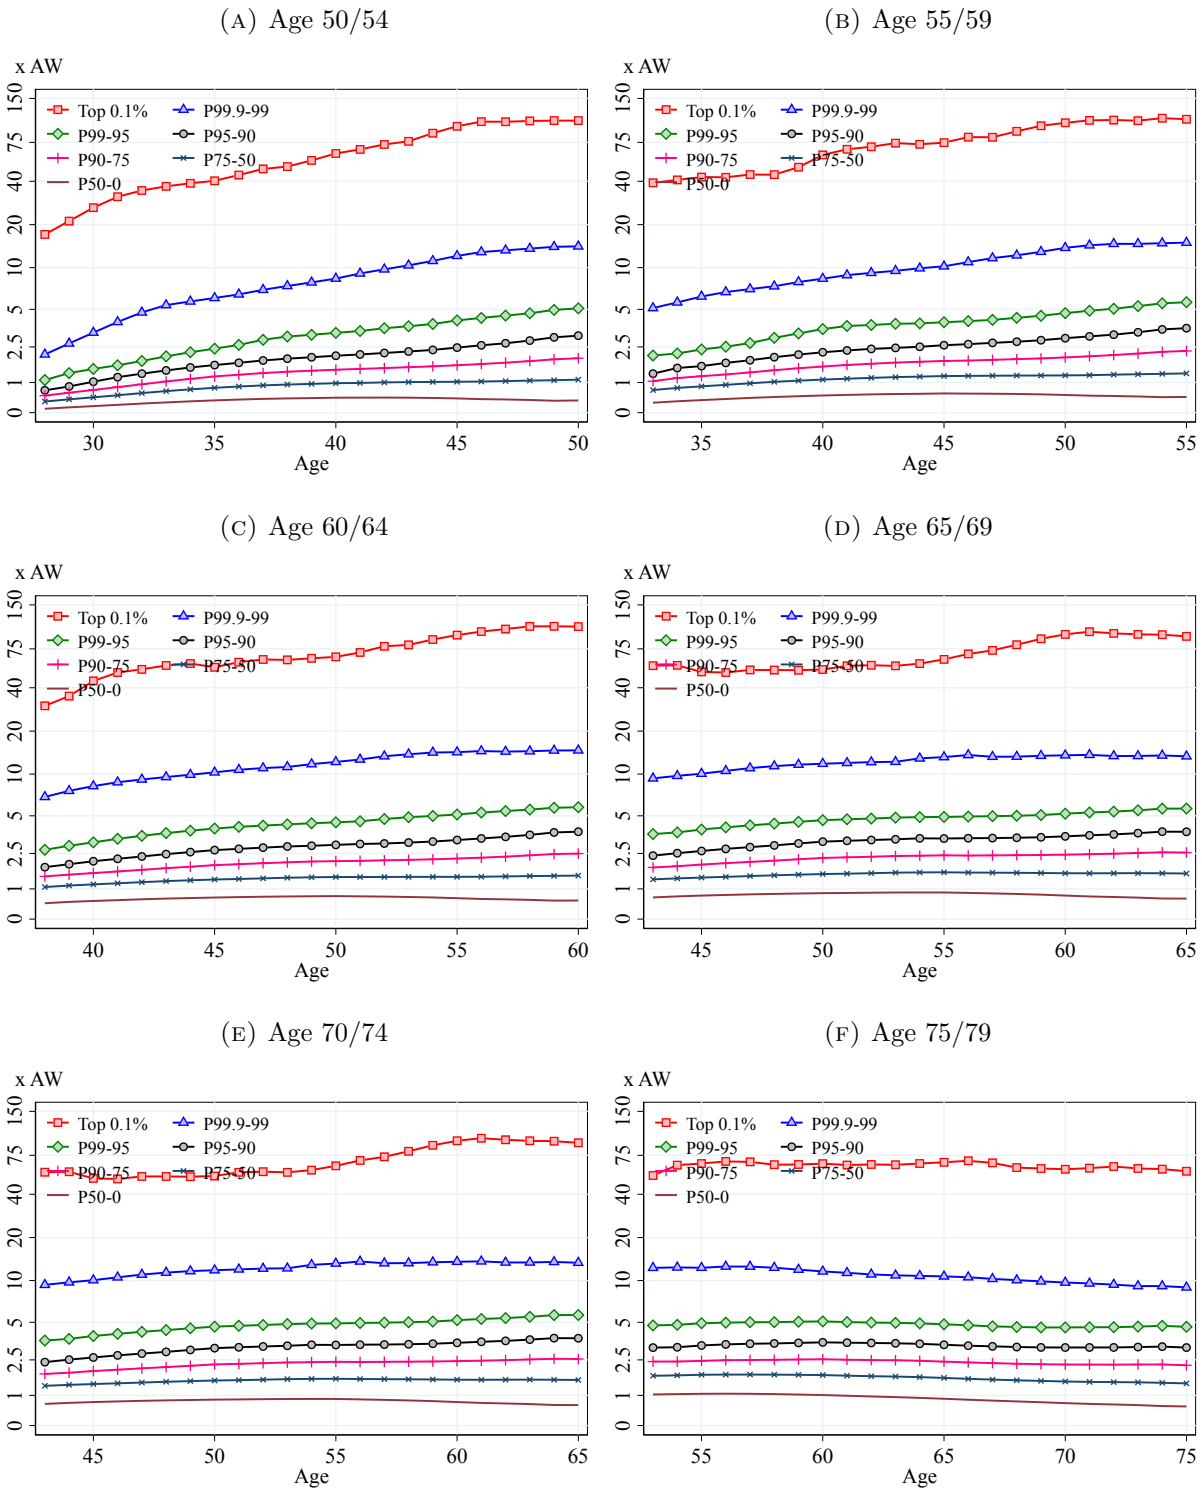 (A) Age 50/54
x AW
150
75
40
20
10
5
2.5
1
0
Top 0.1%
P99.9-99
P99-95
P95-90
P90-75
P75-50
P50-0
30 35 40 45 50
Age
(B) Age 55/59
x AW
150
75
40
20
10
5
2.5
1
0
Top 0.1%
P99.9-99
P99-95
P95-90
P90-75
P75-50
P50-0
35 40 45 50 55
Age
(C) Age 60/64
x AW
150
75
40
20
10
5
2.5
1
0
Top 0.1%
P99.9-99
P99-95
P95-90
P90-75
P75-50
P50-0
40 45 50 55 60
Age
(D) Age 65/69
x AW
150
75
40
20
10
5
2.5
1
0
Top 0.1%
P99.9-99
P99-95
P95-90
P90-75
P75-50
P50-0
45 50 55 60 65
Age
(E) Age 70/74
x AW
150
75
40
20
10
5
2.5
1
0
Top 0.1%
P99.9-99
P99-95
P95-90
P90-75
P75-50
P50-0
45 50 55 60 65
Age
(F) Age 75/79
x AW
150
75
40
20
10
5
2.5
1
0
Top 0.1%
P99.9-99
P99-95
P95-90
P90-75
P75-50
P50-0
55 60 65 70 75
Age